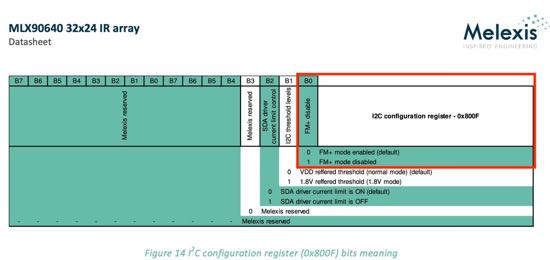 MLX90640 32x24 IR array
Datasheet
Melexis
INSPIRED ENGINEERING
B7 B6 B5 B4 B3 B2 B1 B0 B7 B6 B5 B4 B3 B2 B1 B0
Melexis reserved
Melexis reserved
SDA driver
current limit control
I2C threshold levels
FM+ disable
I2C configuration register - 0x800F
0 FM+ mode enabled (default)
1 FM+ mode disabled
0 VDD reffered threshold (normal mode) (default)
1 1.8V reffered threshold (1.8V mode)
0 SDA driver current limit is ON (default)
1 SDA driver current limit is OFF
0 Melexis reserved
- - - - - - - - - - - - Melexis reserved
Figure 14 I²C configuration register (0x800F) bits meaning